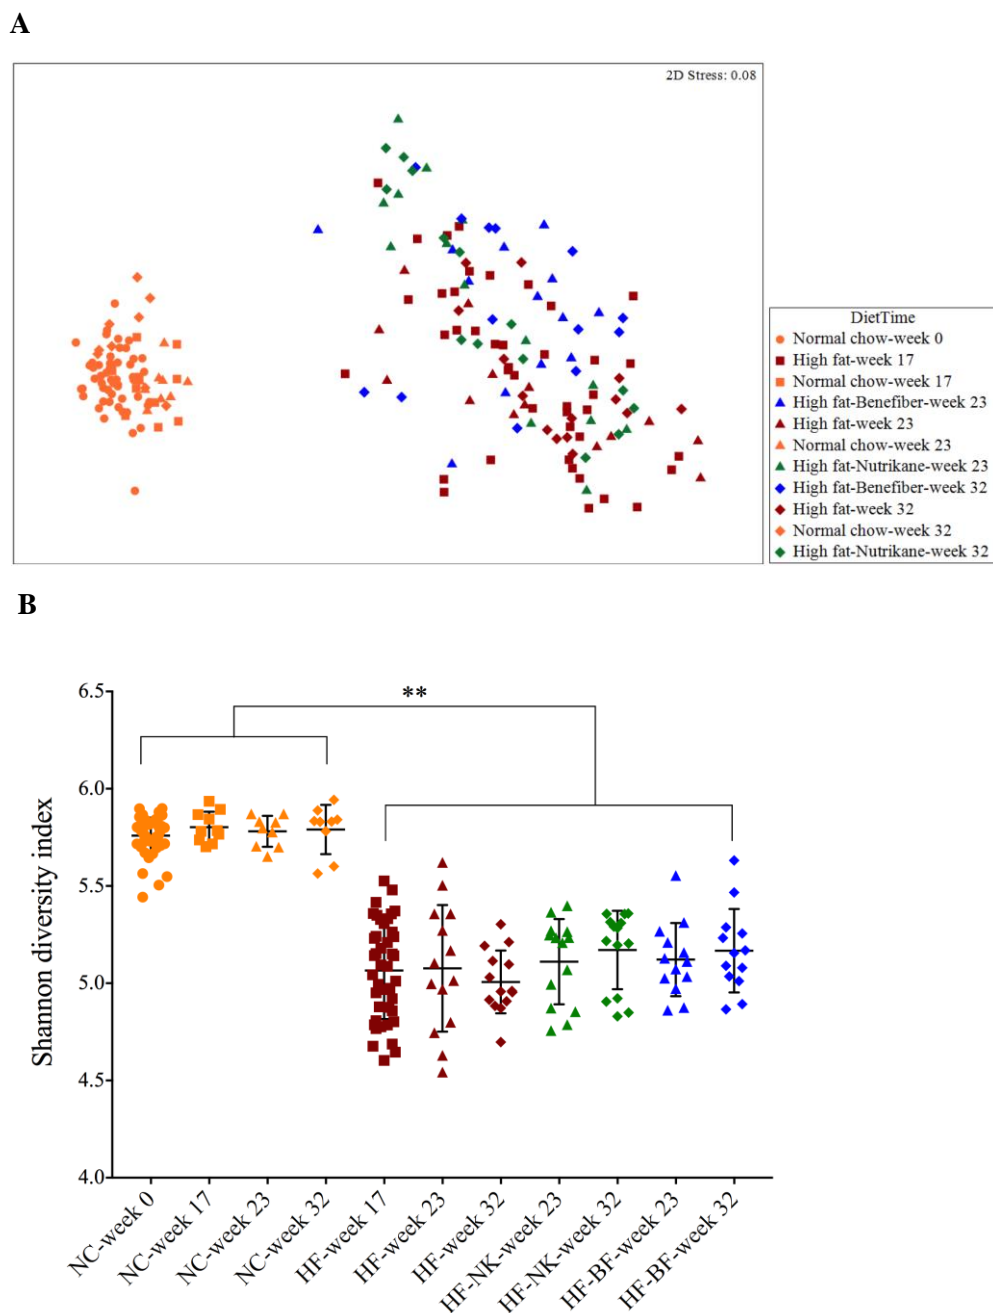 A
2D Stress: 0.08
DietTime
Normal chow-week 0
High fat-week 17
Normal chow-week 17
High fat-Benefiber-week 23
High fat-week 23
Normal chow-week 23
High fat-Nutrikane-week 23
High fat-Benefiber-week 32
High fat-week 32
Normal chow-week 32
High fat-Nutrikane-week 32
B
**
Shannon diversity index
6.5
6.0
5.5
5.0
4.5
4.0
NC-week 0
NC-week 17
NC-week 23
NC-week 32
HF-week 17
HF-week 23
HF-week 32
HF-NK-week 23
HF-NK-week 32
HF-BF-week 23
HF-BF-week 32